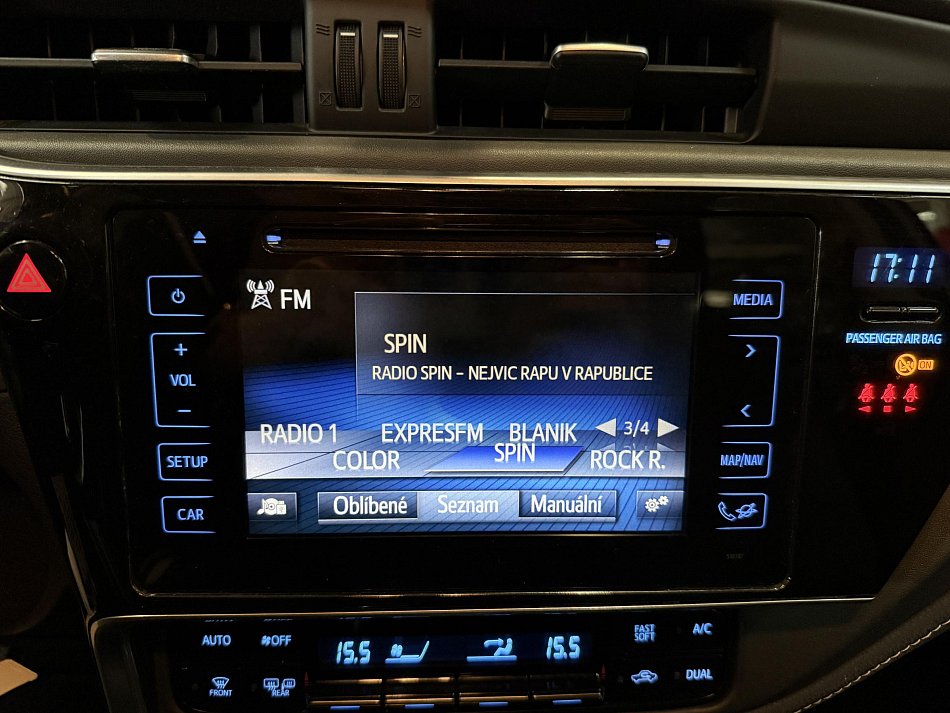 FM
SPIN
RADIO SPIN - NEJVIC RAPU V RAPUBLICE
RADIO 1 EXPRESFM BLANIK 3/4
COLOR SPIN ROCK R.
Oblíbené Seznam Manuální
+
VOL
-
SETUP
CAR
MEDIA
MAP/NAV
17:11
PASSENGER AIR BAG
ON
AUTO OFF 15.5 15.5 FAST SOFT A/C
FRONT REAR DUAL